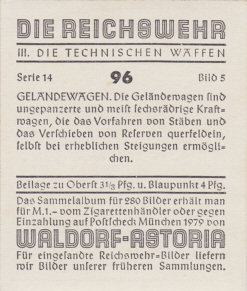 DIE REICHSWEHR
III. DIE TECHNISCHEN WAFFEN
Serie 14 96 Bild 5
GELÄNDEWAGEN. Die Geländewagen sind
ungepanzerte und meist sechsrädrige Kraft-
wagen, die das Vorfahren von Stäben und
das Verschieben von Reserven querfeldein,
selbst bei erheblichen Steigungen ermögli-
chen.
Beilage zu Oberst 3⅓ Pfg. u. Blaupunkt 4 Pfg.
Das Sammelalbum für 280 Bilder erhält man
für M.1.- vom Zigarettenhändler oder gegen
Einzahlung auf Postscheck München 1979 von
WALDORF=ASTORIA
Für eingesandte Reichswehr-Bilder liefern
wir Bilder unserer früheren Sammlungen.